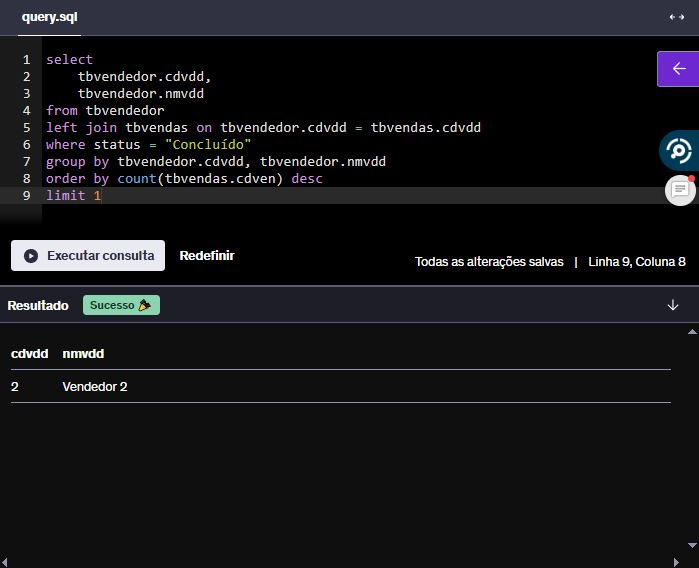 query.sql
1 select
2 tbvendedor.cdvdd,
3 tbvendedor.nmvdd
4 from tbvendedor
5 left join tbvendas on tbvendedor.cdvdd = tbvendas.cdvdd
6 where status = "Concluído"
7 group by tbvendedor.cdvdd, tbvendedor.nmvdd
8 order by count(tbvendas.cdven) desc
9 limit 1
Executar consulta Redefinir Todas as alterações salvas | Linha 9, Coluna 8
Resultado Sucesso
cdvdd nmvdd
2 Vendedor 2